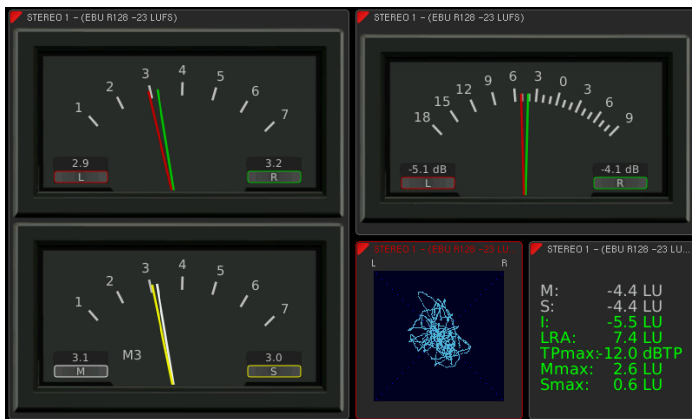 STEREO 1 - (EBU R128 -23 LUFS)
1 2 3 4 5 6 7
2.9 3.2
L R
STEREO 1 - (EBU R128 -23 LUFS)
18 15 12 9 6 3 0 3 6 9
-5.1 dB -4.1 dB
L R
1 2 3 4 5 6 7
3.1 M3 3.0
M S
STEREO 1 - (EBU R128 -23 LU...
L R
STEREO 1 - (EBU R128 -23 LU...
M: -4.4 LU
S: -4.4 LU
I: -5.5 LU
LRA: 7.4 LU
TPmax:-12.0 dBTP
Mmax: 2.6 LU
Smax: 0.6 LU